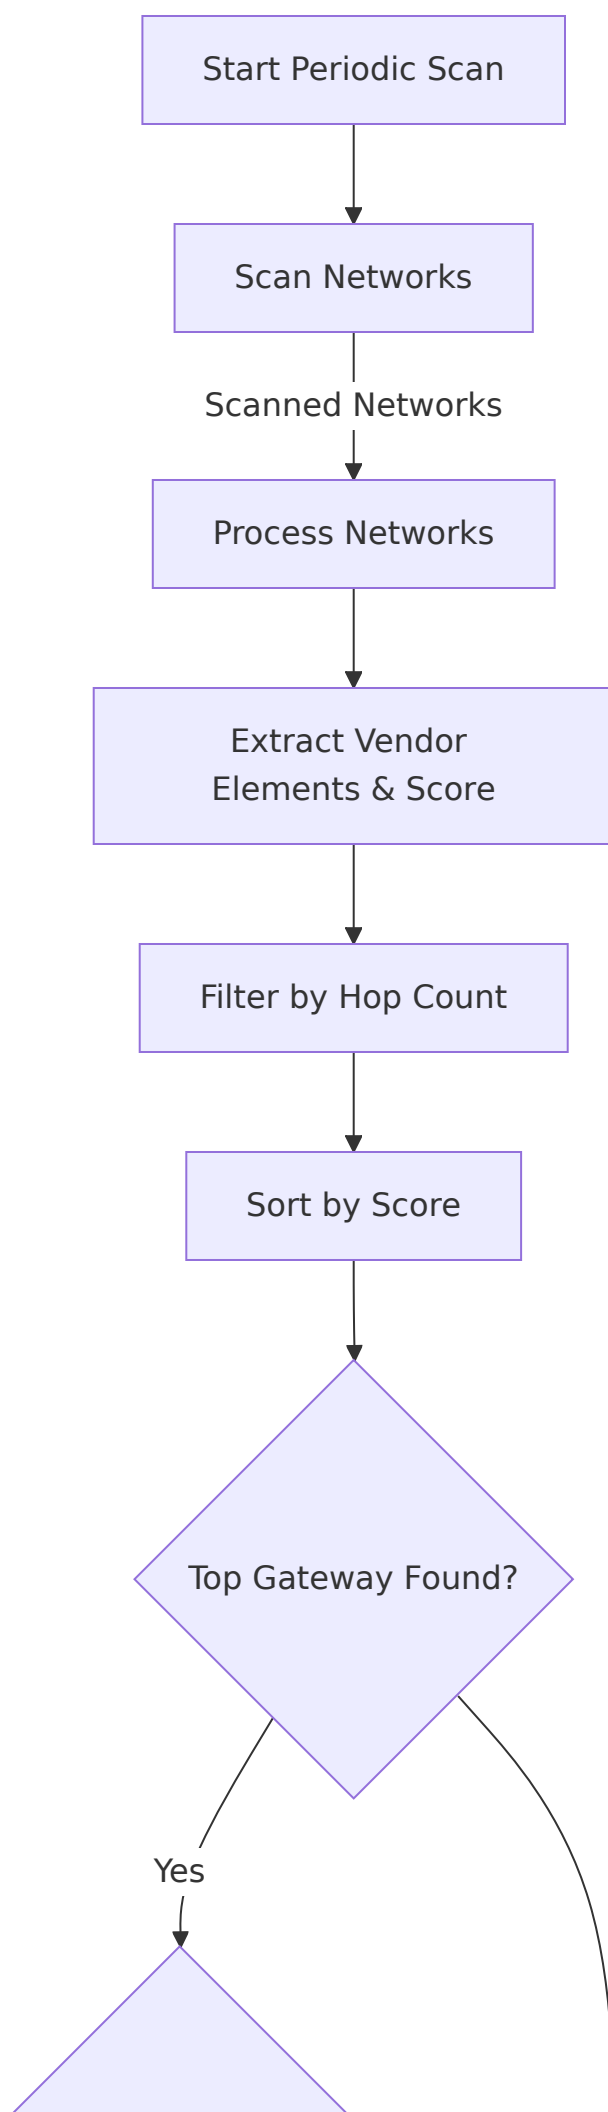 Start Periodic Scan
Scan Networks
Scanned Networks
Process Networks
Extract Vendor
Elements & Score
Filter by Hop Count
Sort by Score
Top Gateway Found?
Yes